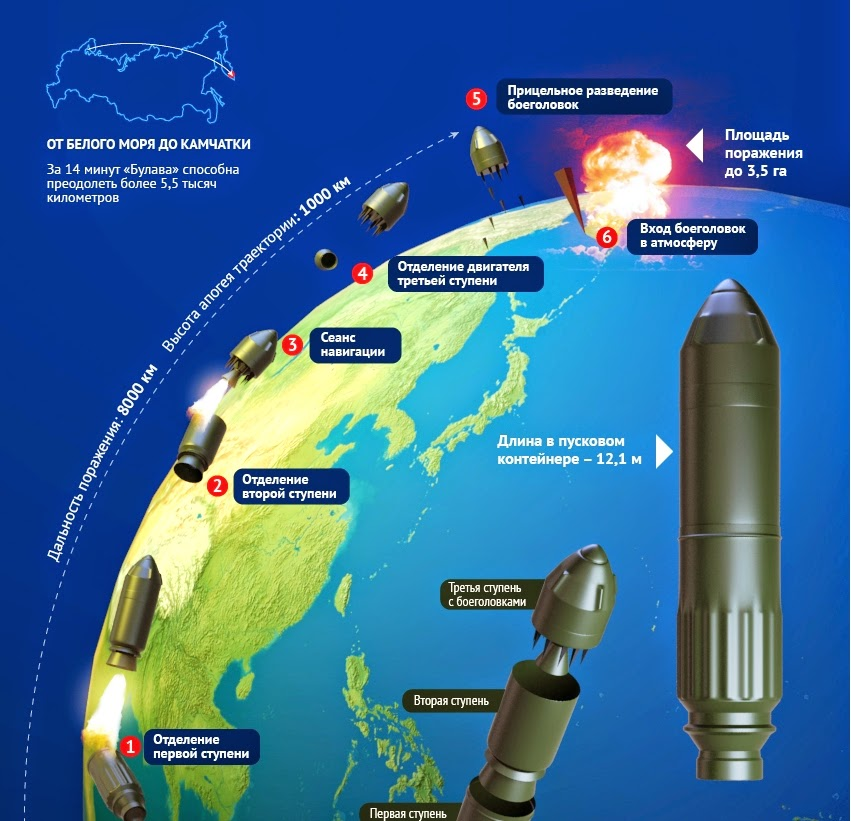 ОТ БЕЛОГО МОРЯ ДО КАМЧАТКИ
За 14 минут «Булава» способна
преодолеть более 5,5 тысяч
километров
Дальность поражения: 8000 км
Высота апогея траектории: 1000 км
5
Прицельное разведение
боеголовок
Площадь
поражения
до 3,5 га
6
Вход боеголовок
в атмосферу
4
Отделение двигателя
третьей ступени
3
Сеанс
навигации
Длина в пусковом
контейнере – 12,1 м
2
Отделение
второй ступени
Третья ступень
с боеголовками
Вторая ступень
1
Отделение
первой ступени
Первая ступень